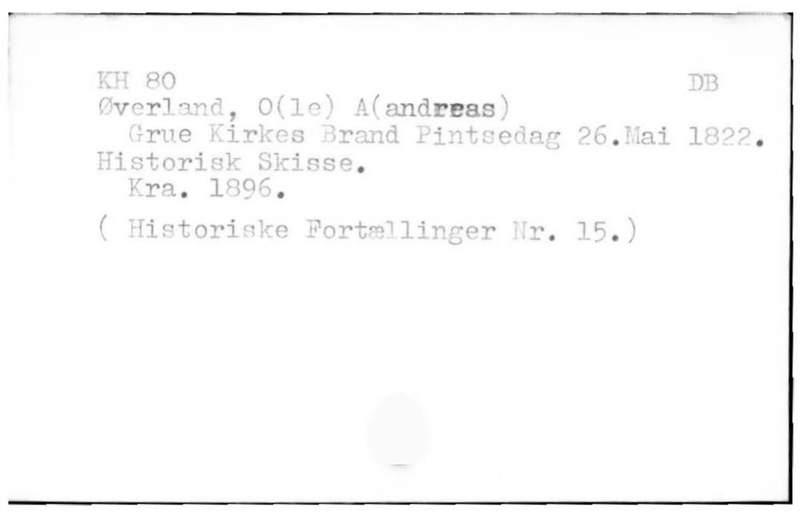 KH 80 DB
Øverland, O(le) A(andreas)
Grue Kirkes Brand Pintsedag 26.Mai 1822.
Historisk Skisse.
Kra. 1896.
( Historiske Fortællinger Nr. 15.)